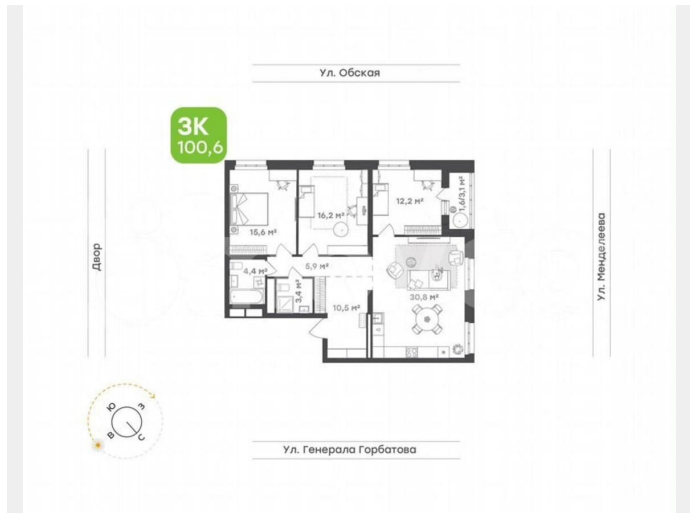 Ул. Обская
3К
100,6
15,6 м²
16,2 м²
12,2 м²
1,6/3,1 м²
4,4 м²
5,9 м²
3,4 м²
10,5 м²
30,8 м²
Двор
Ул. Менделеева
Ю
З
В
С
Ул. Генерала Горбатова